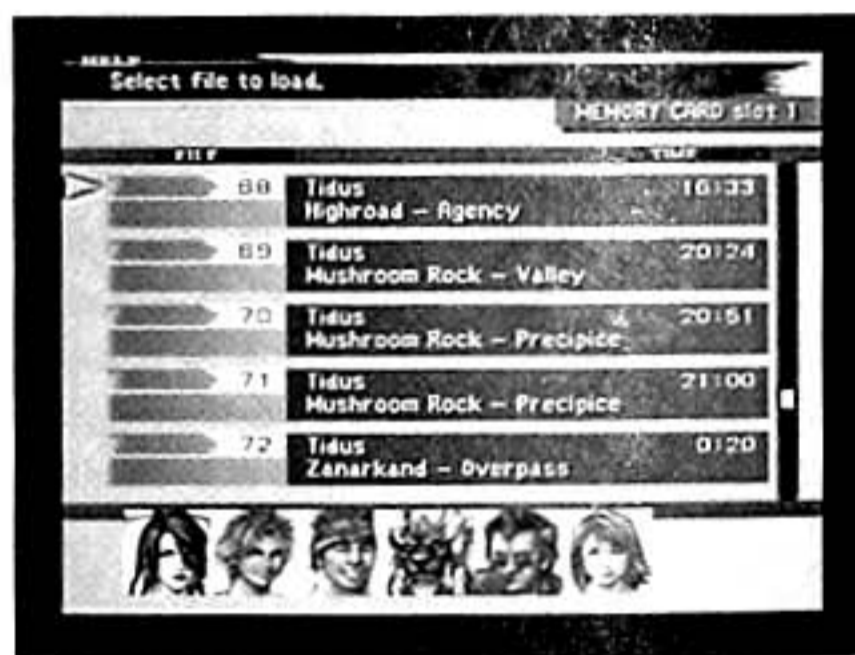 HELP
Select file to load.
MEMORY CARD slot 1
FILE TIME
68 Tidus 16:33
Highroad – Agency
69 Tidus 20:24
Mushroom Rock – Valley
70 Tidus 20:51
Mushroom Rock – Precipice
71 Tidus 21:00
Mushroom Rock – Precipice
72 Tidus 0:20
Zanarkand – Overpass